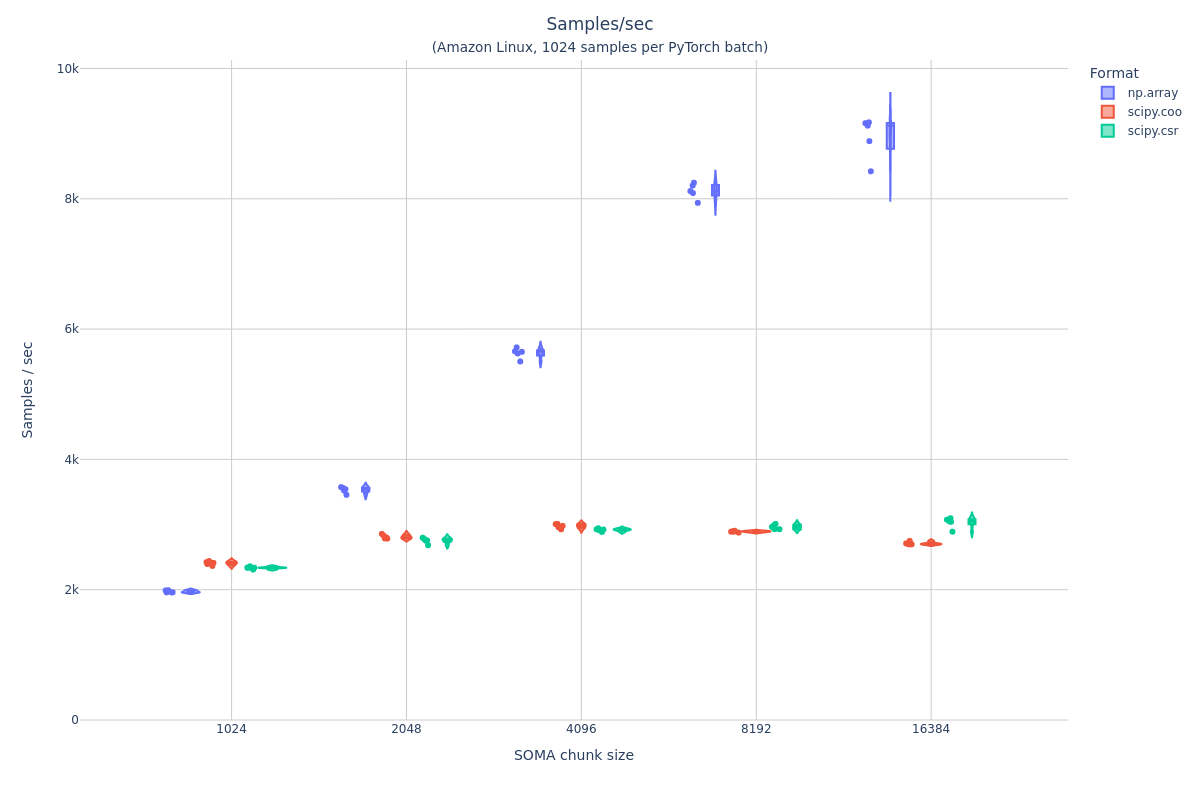 Samples/sec
(Amazon Linux, 1024 samples per PyTorch batch)
Format
np.array
scipy.coo
scipy.csr
10k
8k
6k
4k
2k
0
Samples / sec
1024
2048
4096
8192
16384
SOMA chunk size